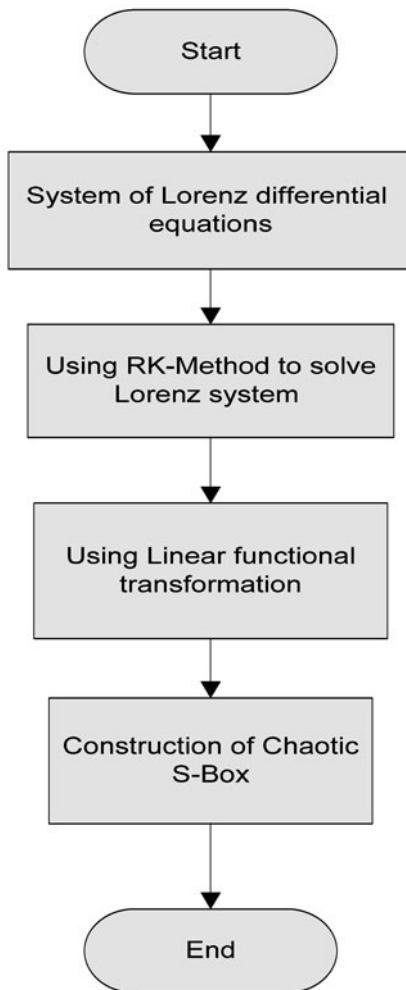 Start
System of Lorenz differential
equations
Using RK-Method to solve
Lorenz system
Using Linear functional
transformation
Construction of Chaotic
S-Box
End